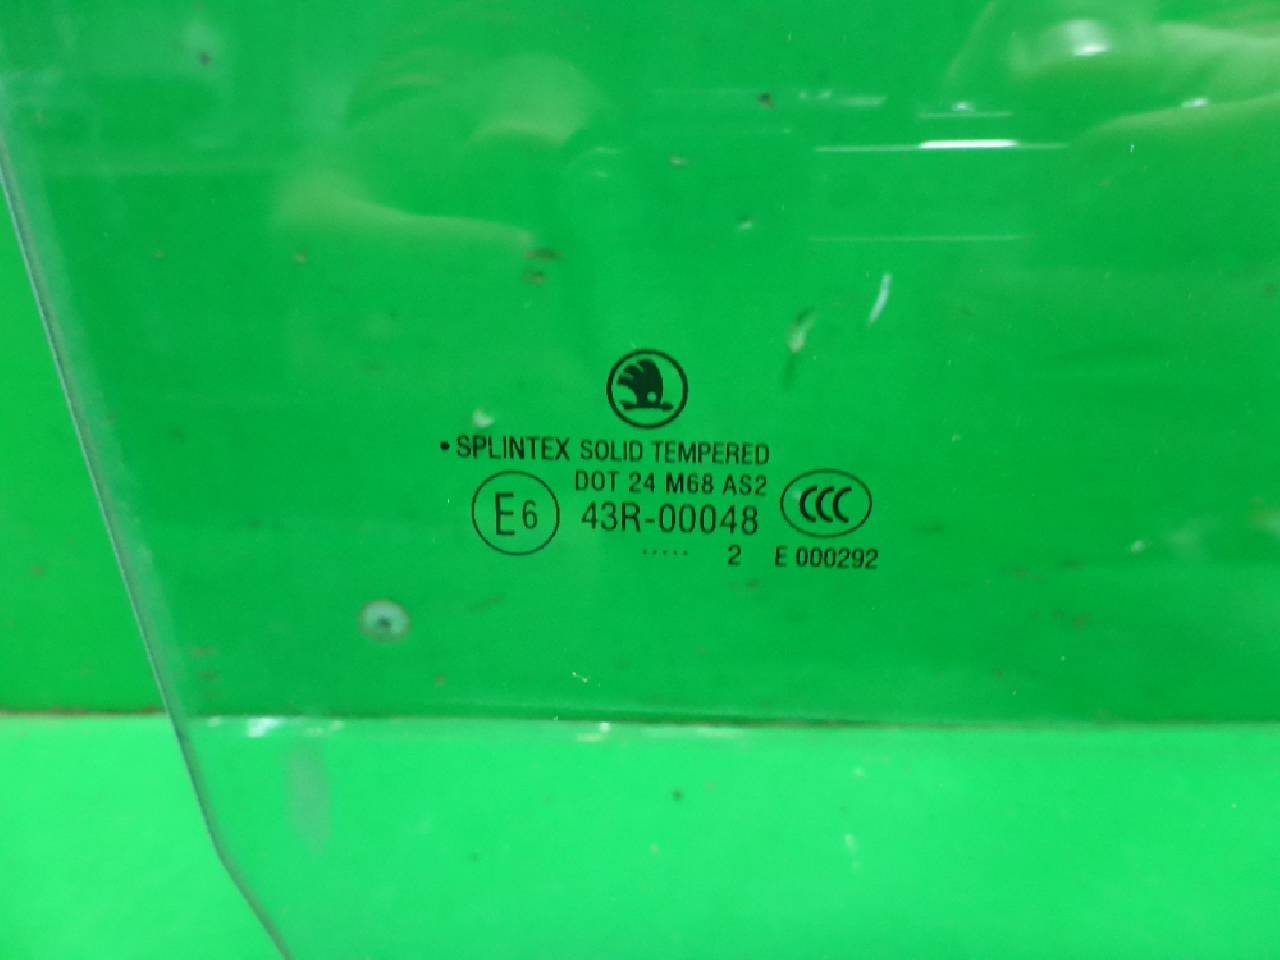 • SPLINTEX SOLID TEMPERED
DOT 24 M68 AS2
E6 43R-00048 CCC
..... 2 E 000292